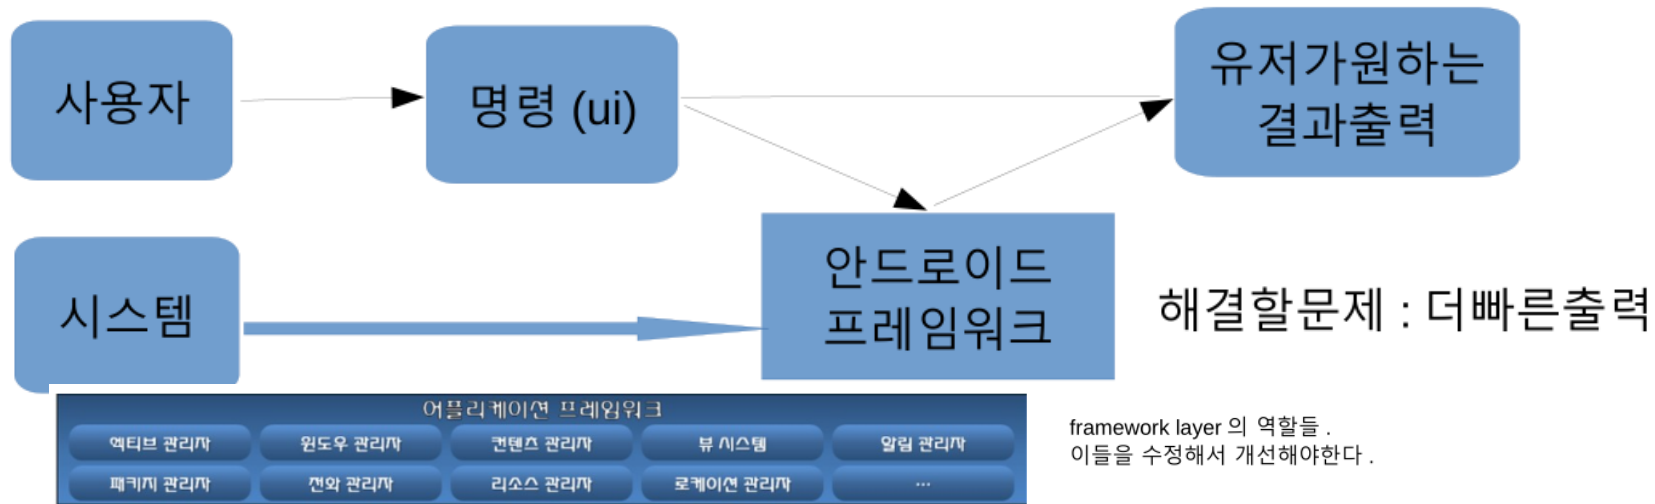 사용자
명령 (ui)
유저가원하는
결과출력
시스템
안드로이드
프레임워크
해결할문제 : 더빠른출력
어플리케이션 프레임워크
엑티브 관리자
윈도우 관리자
컨텐츠 관리자
뷰 시스템
알림 관리자
패키지 관리자
전화 관리자
리소스 관리자
로케이션 관리자
...
framework layer 의 역할들 .
이들을 수정해서 개선해야한다 .